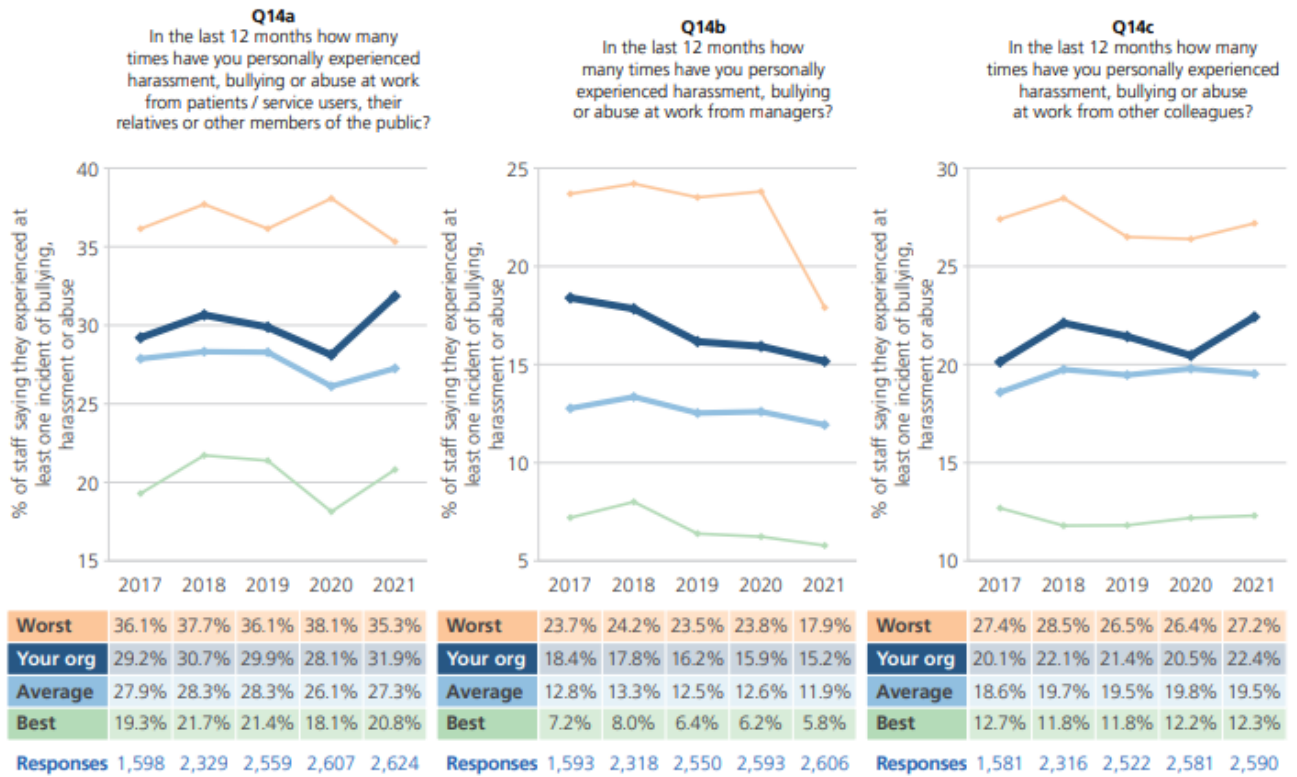 Q14a
In the last 12 months how many
times have you personally experienced
harassment, bullying or abuse at work
from patients / service users, their
relatives or other members of the public?
% of staff saying they experienced at
least one incident of bullying,
harassment or abuse
40
35
30
25
20
15
2017 2018 2019 2020 2021
Worst 36.1% 37.7% 36.1% 38.1% 35.3%
Your org 29.2% 30.7% 29.9% 28.1% 31.9%
Average 27.9% 28.3% 28.3% 26.1% 27.3%
Best 19.3% 21.7% 21.4% 18.1% 20.8%
Responses 1,598 2,329 2,559 2,607 2,624
Q14b
In the last 12 months how
many times have you personally
experienced harassment, bullying
or abuse at work from managers?
% of staff saying they experienced at
least one incident of bullying,
harassment or abuse
25
20
15
10
5
2017 2018 2019 2020 2021
Worst 23.7% 24.2% 23.5% 23.8% 17.9%
Your org 18.4% 17.8% 16.2% 15.9% 15.2%
Average 12.8% 13.3% 12.5% 12.6% 11.9%
Best 7.2% 8.0% 6.4% 6.2% 5.8%
Responses 1,593 2,318 2,550 2,593 2,606
Q14c
In the last 12 months how many
times have you personally experienced
harassment, bullying or abuse
at work from other colleagues?
% of staff saying they experienced at
least one incident of bullying,
harassment or abuse
30
25
20
15
10
2017 2018 2019 2020 2021
Worst 27.4% 28.5% 26.5% 26.4% 27.2%
Your org 20.1% 22.1% 21.4% 20.5% 22.4%
Average 18.6% 19.7% 19.5% 19.8% 19.5%
Best 12.7% 11.8% 11.8% 12.2% 12.3%
Responses 1,581 2,316 2,522 2,581 2,590